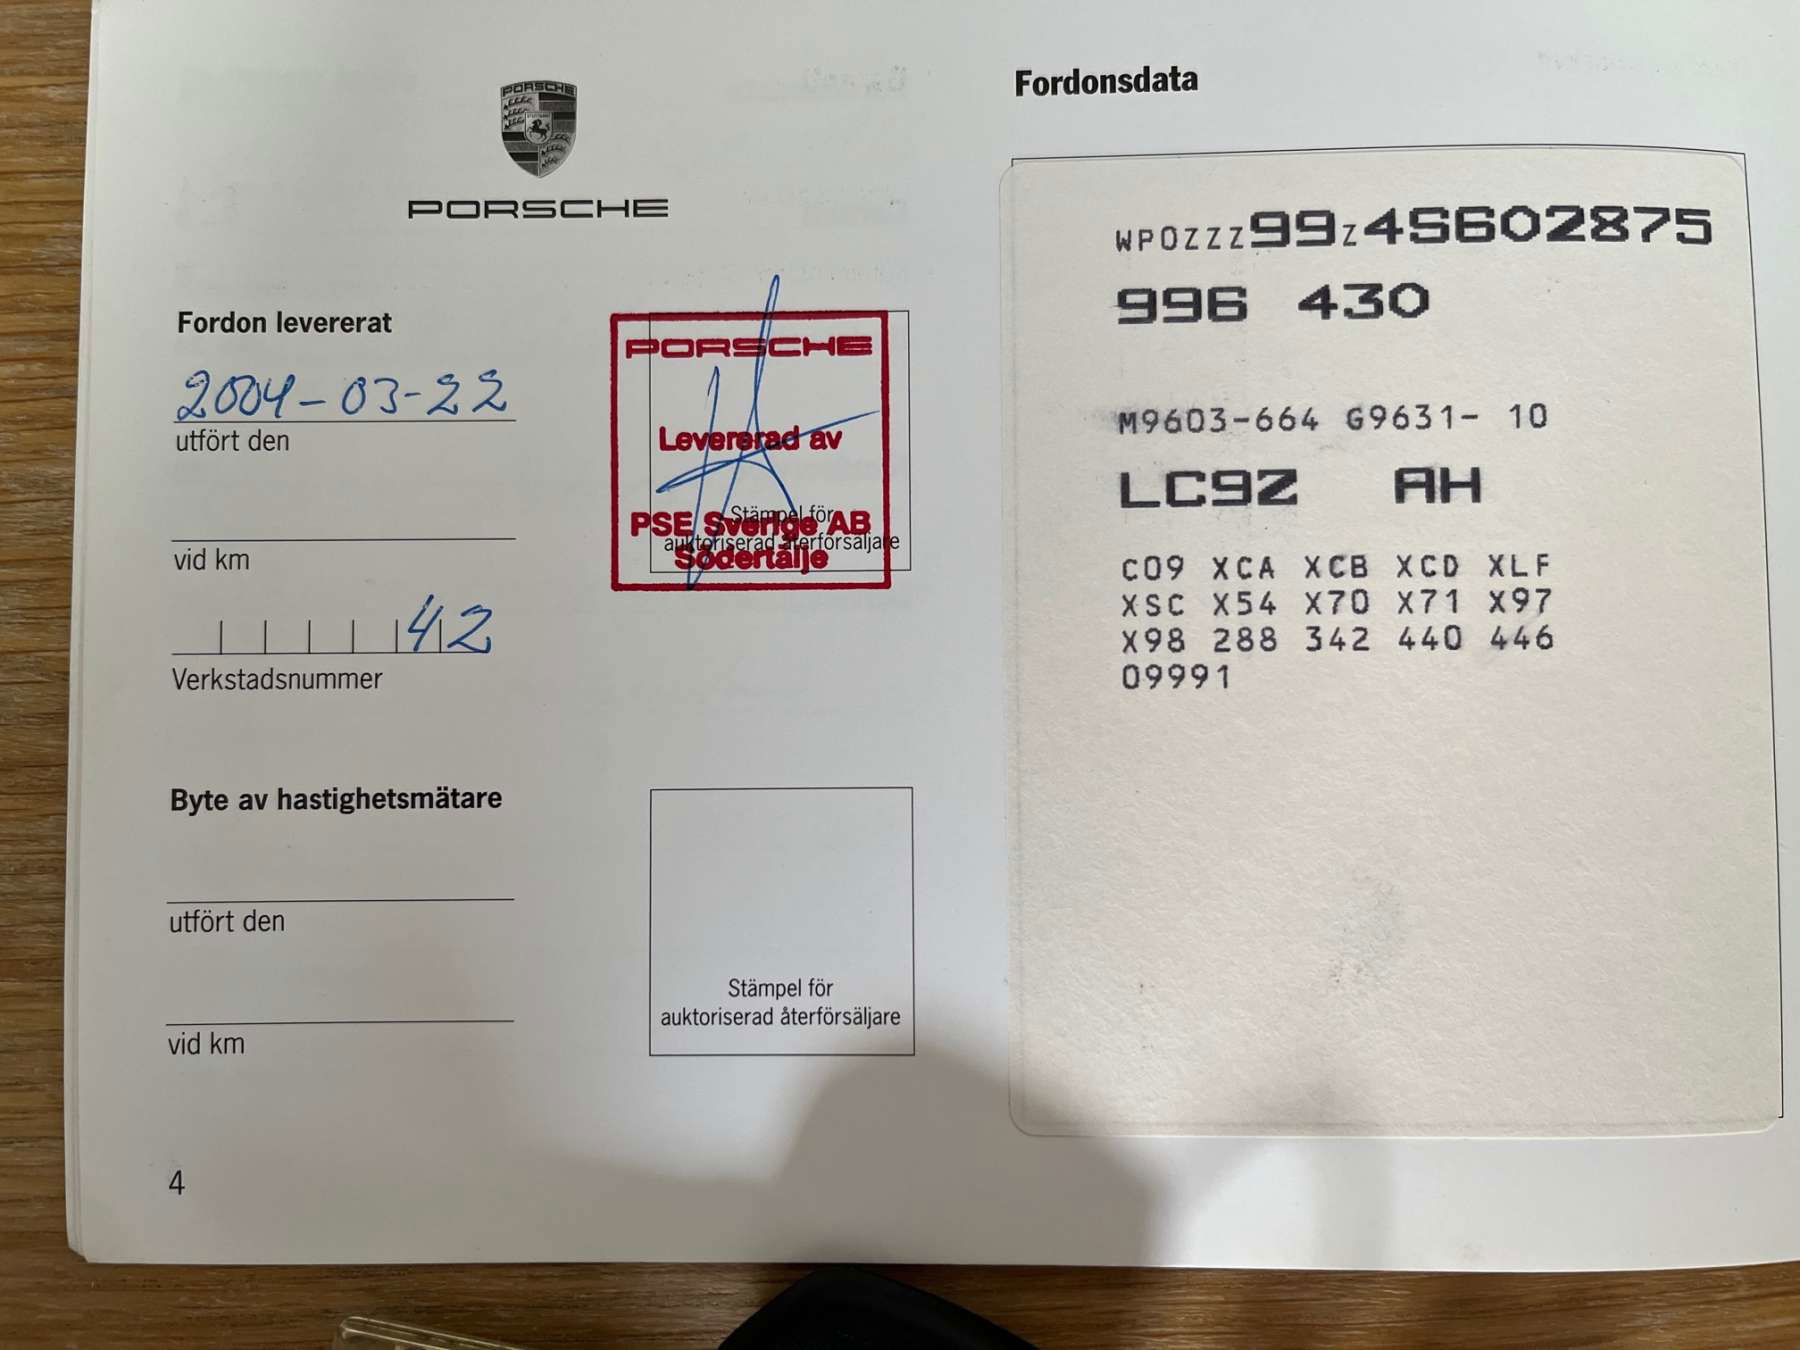 PORSCHE
PORSCHE
Fordon levererat
2004-03-22
utfört den
vid km
42
Verkstadsnummer
PORSCHE
Levererad av
PSE Sverige AB
Södertälje
Stämpel för
auktoriserad återförsäljare
Byte av hastighetsmätare
utfört den
vid km
Stämpel för
auktoriserad återförsäljare
4
Fordonsdata
WP0ZZZ99Z4S602875
996 430
M9603-664 G9631- 10
LC9Z AH
C09 XCA XCB XCD XLF
XSC X54 X70 X71 X97
X98 288 342 440 446
09991